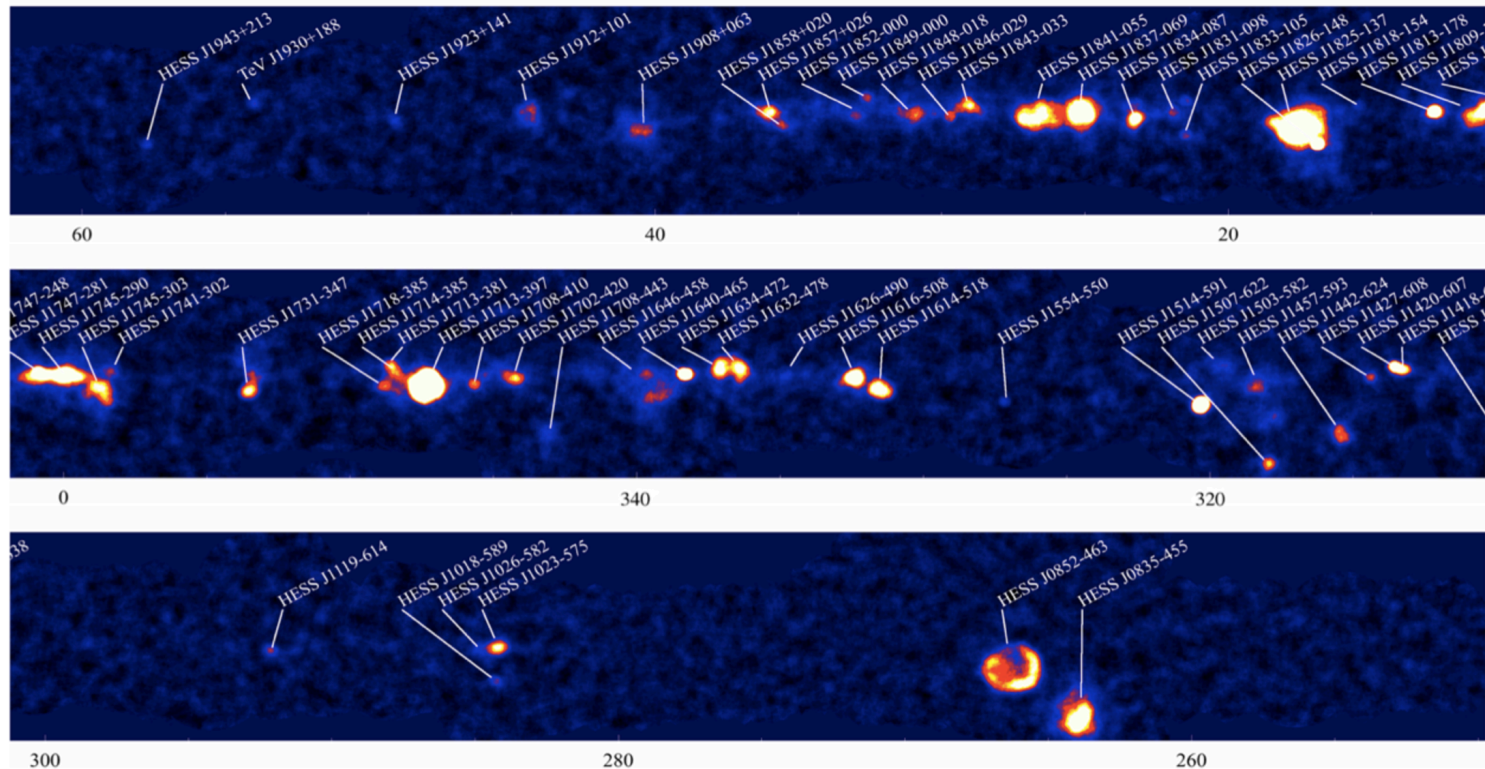 HESS J1943+213
TeV J1930+188
HESS J1923+141
HESS J1912+101
HESS J1908+063
HESS J1858+020
HESS J1857+026
HESS J1852-000
HESS J1849-000
HESS J1848-018
HESS J1846-029
HESS J1843-033
HESS J1841-055
HESS J1837-069
HESS J1834-087
HESS J1831-098
HESS J1833-105
HESS J1826-148
HESS J1825-137
HESS J1818-154
HESS J1813-178
HESS J1809-
HESS
60 40 20
J1747-248
HESS J1747-281
HESS J1745-290
HESS J1745-303
HESS J1741-302
HESS J1731-347
HESS J1718-385
HESS J1714-385
HESS J1713-381
HESS J1713-397
HESS J1708-410
HESS J1702-420
HESS J1708-443
HESS J1646-458
HESS J1640-465
HESS J1634-472
HESS J1632-478
HESS J1626-490
HESS J1616-508
HESS J1614-518
HESS J1554-550
HESS J1514-591
HESS J1507-622
HESS J1503-582
HESS J1457-593
HESS J1442-624
HESS J1427-608
HESS J1420-607
HESS J1418-
HESS
0 340 320
HESS J1119-614
HESS J1018-589
HESS J1026-582
HESS J1023-575
HESS J0852-463
HESS J0835-455
300 280 260